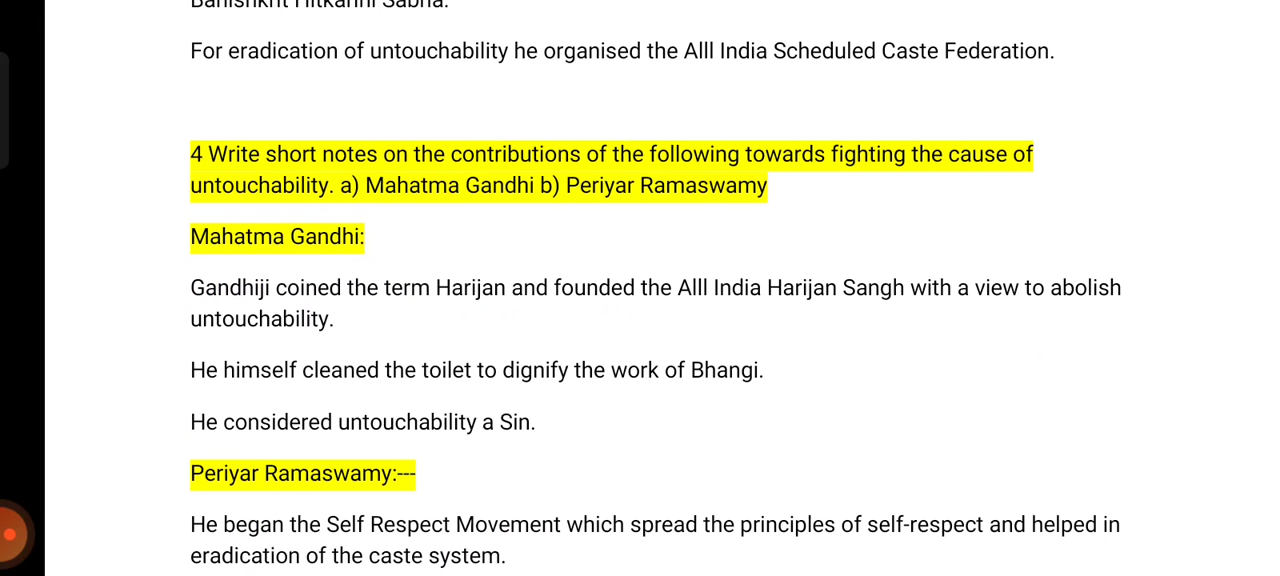 For eradication of untouchability he organised the Alll India Scheduled Caste Federation.
4 Write short notes on the contributions of the following towards fighting the cause of
untouchability. a) Mahatma Gandhi b) Periyar Ramaswamy
Mahatma Gandhi:
Gandhiji coined the term Harijan and founded the Alll India Harijan Sangh with a view to abolish
untouchability.
He himself cleaned the toilet to dignify the work of Bhangi.
He considered untouchability a Sin.
Periyar Ramaswamy:---
He began the Self Respect Movement which spread the principles of self-respect and helped in
eradication of the caste system.